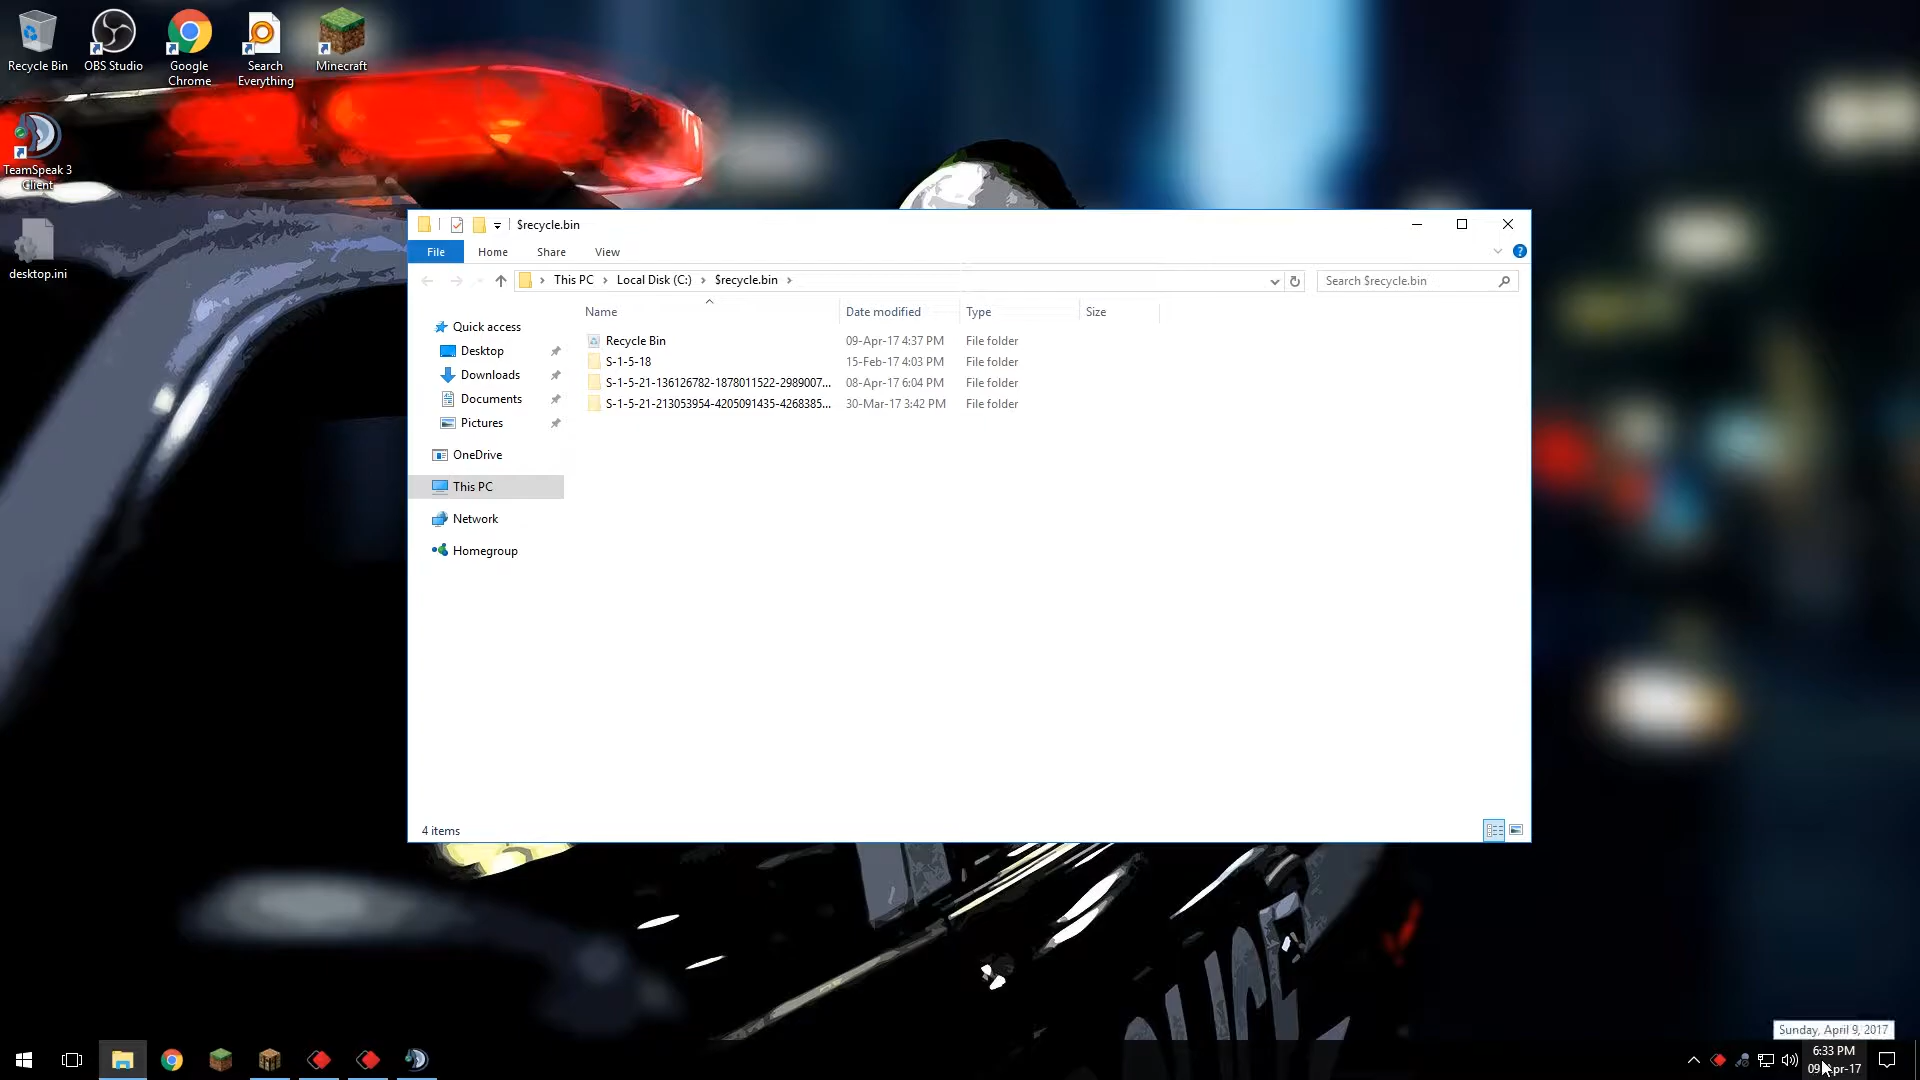 Recycle Bin
OBS Studio
Google
Chrome
Search
Everything
Minecraft
TeamSpeak 3
Client
desktop.ini
$recycle.bin
File
Home
Share
View
This PC
Local Disk (C:)
$recycle.bin
Search $recycle.bin
Quick access
Desktop
Downloads
Documents
Pictures
OneDrive
This PC
Network
Homegroup
Name Date modified Type Size
Recycle Bin 09-Apr-17 4:37 PM File folder
S-1-5-18 15-Feb-17 4:03 PM File folder
S-1-5-21-136126782-1878011522-2989007... 08-Apr-17 6:04 PM File folder
S-1-5-21-213053954-4205091435-4268385... 30-Mar-17 3:42 PM File folder
4 items
POLICE
Sunday, April 9, 2017
6:33 PM
09-Apr-17